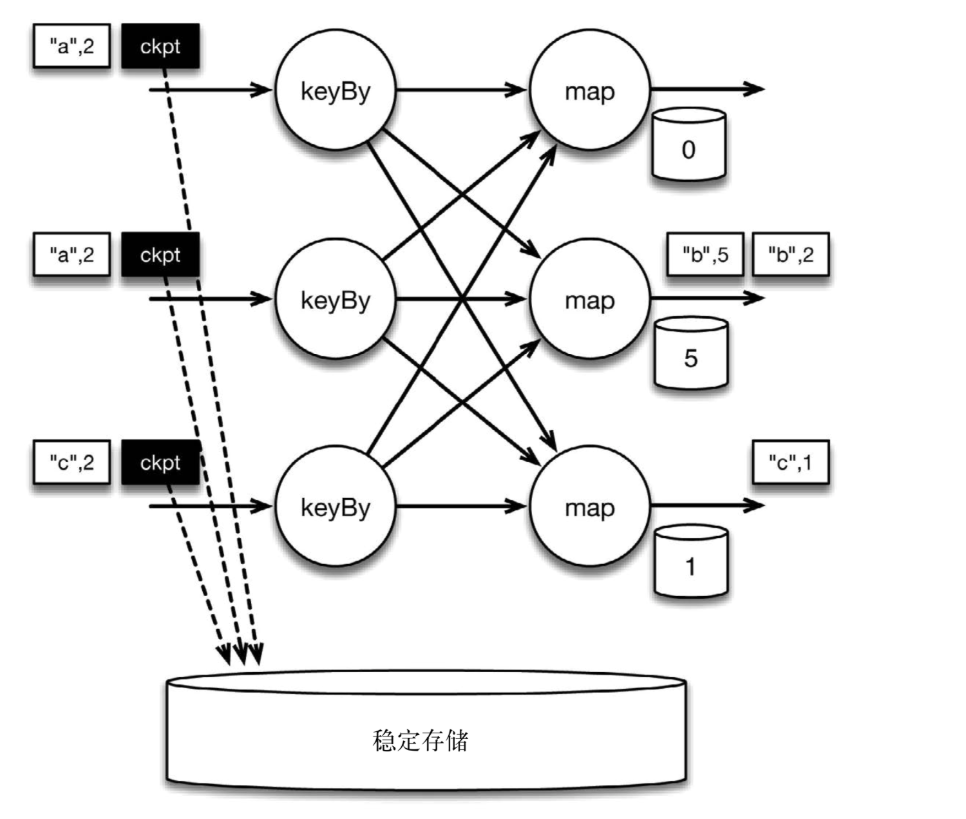 "a",2 ckpt
keyBy map
0
"a",2 ckpt
"b",5 "b",2
keyBy map
5
"c",2 ckpt
"c",1
keyBy map
1
稳定存储